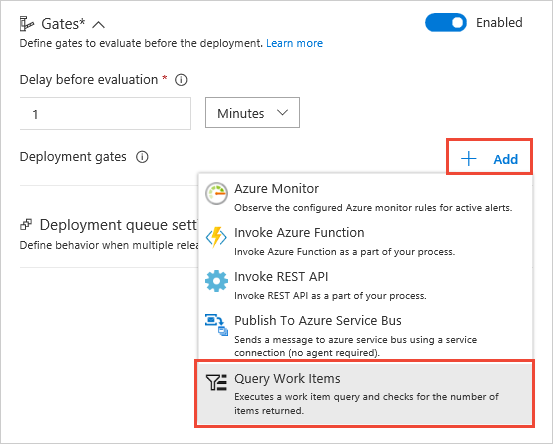 Gates*
Enabled
Define gates to evaluate before the deployment. Learn more
Delay before evaluation *
1
Minutes
Deployment gates
+ Add
Azure Monitor
Observe the configured Azure monitor rules for active alerts.
Invoke Azure Function
Invoke Azure Function as a part of your process.
Invoke REST API
Invoke REST API as a part of your process.
Publish To Azure Service Bus
Sends a message to azure service bus using a service
connection (no agent required).
Query Work Items
Executes a work item query and checks for the number of
items returned.
Deployment queue sett
Define behavior when multiple relea